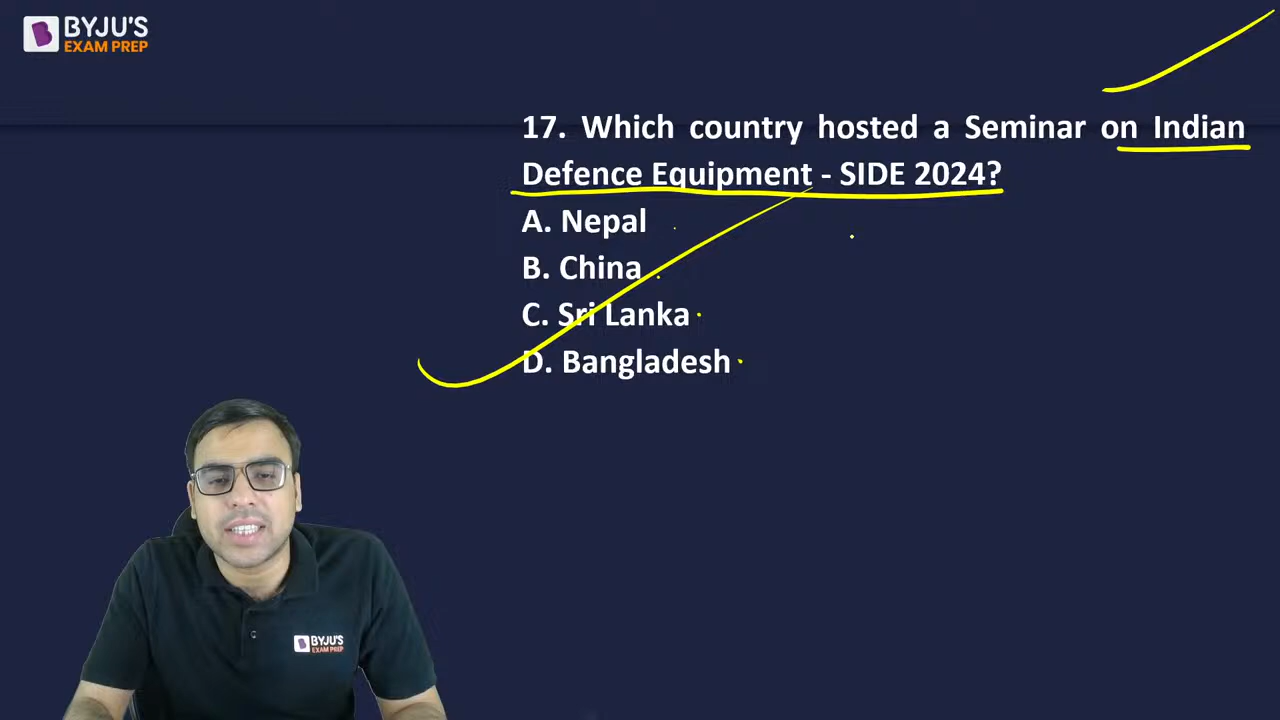 BYJU'S
EXAM PREP
17. Which country hosted a Seminar on Indian
Defence Equipment - SIDE 2024?
A. Nepal
B. China
C. Sri Lanka
D. Bangladesh
BYJU'S
EXAM PREP